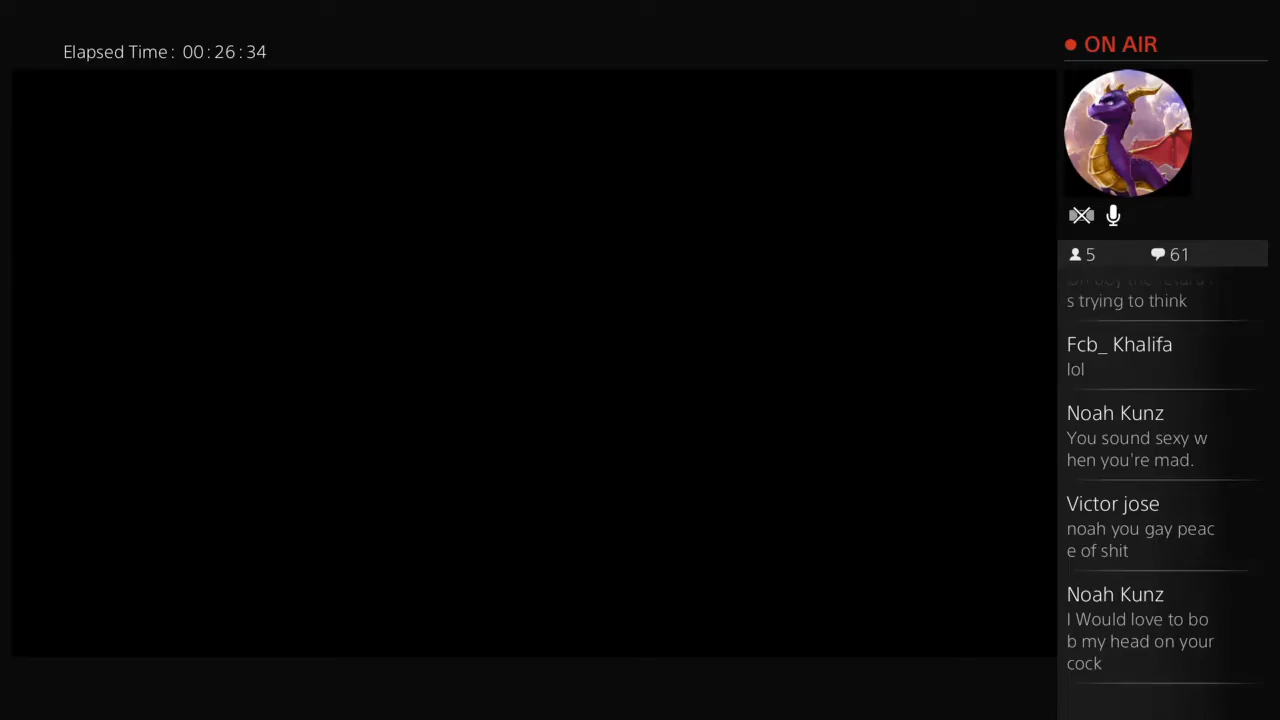 Elapsed Time: 00:26:34
ON AIR
5 61
s trying to think
Fcb_ Khalifa
lol
Noah Kunz
You sound sexy w
hen you're mad.
Victor jose
noah you gay peac
e of shit
Noah Kunz
I Would love to bo
b my head on your
cock